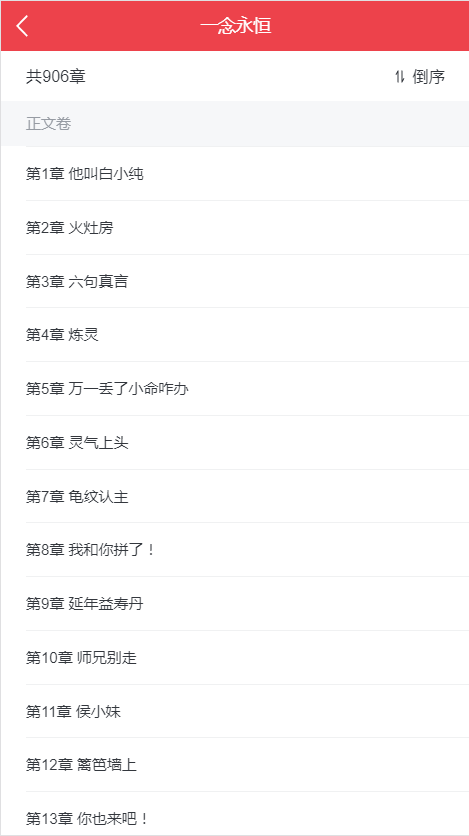 一念永恒
共906章
倒序
正文卷
第1章 他叫白小纯
第2章 火灶房
第3章 六句真言
第4章 炼灵
第5章 万一丢了小命咋办
第6章 灵气上头
第7章 龟纹认主
第8章 我和你拼了！
第9章 延年益寿丹
第10章 师兄别走
第11章 侯小妹
第12章 篱笆墙上
第13章 你也来吧！